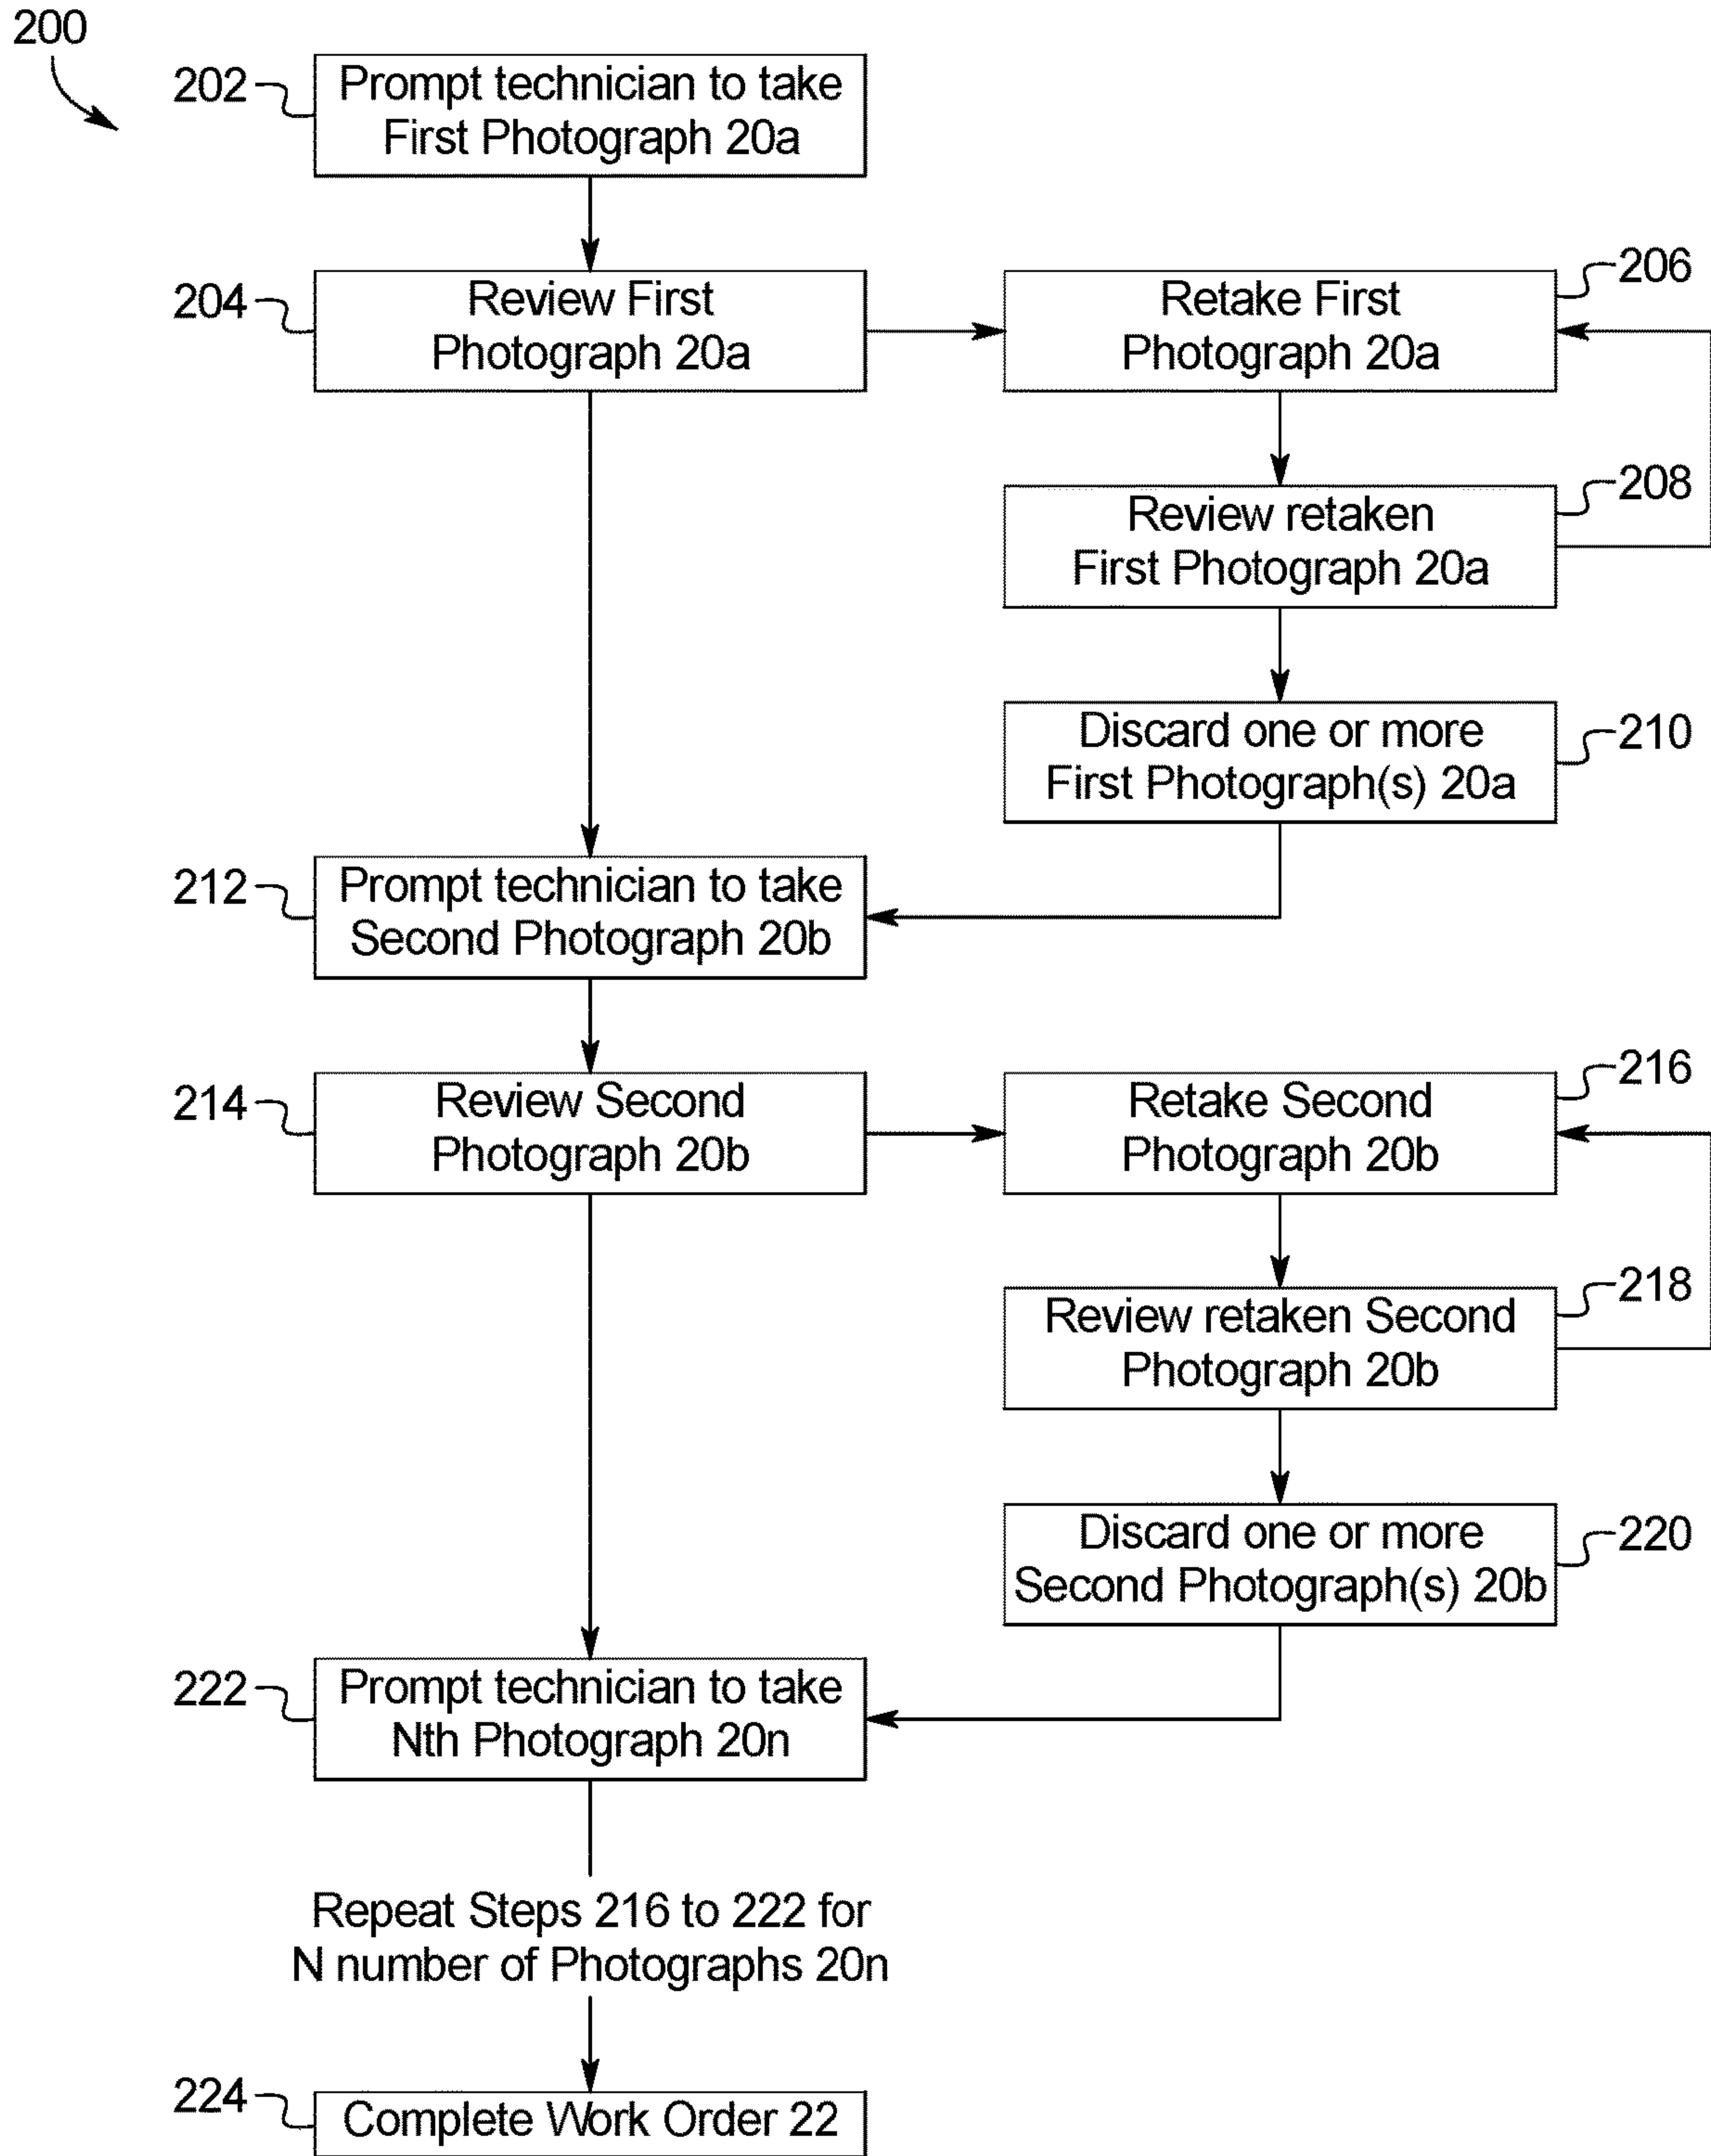 200
202
Prompt technician to take
First Photograph 20a
204
Review First
Photograph 20a
206
Retake First
Photograph 20a
208
Review retaken
First Photograph 20a
210
Discard one or more
First Photograph(s) 20a
212
Prompt technician to take
Second Photograph 20b
214
Review Second
Photograph 20b
216
Retake Second
Photograph 20b
218
Review retaken Second
Photograph 20b
220
Discard one or more
Second Photograph(s) 20b
222
Prompt technician to take
Nth Photograph 20n
Repeat Steps 216 to 222 for
N number of Photographs 20n
224
Complete Work Order 22